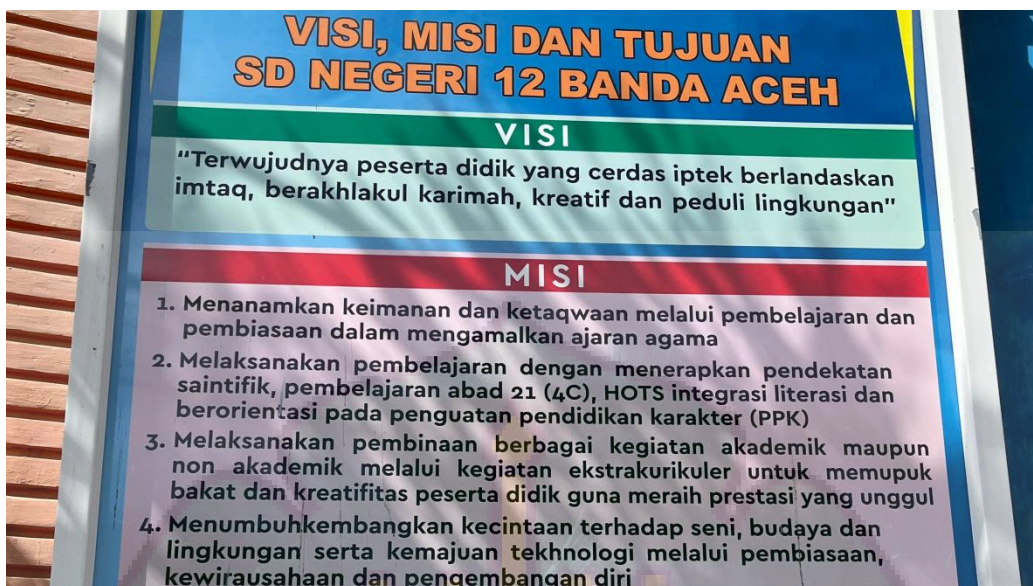 VISI, MISI DAN TUJUAN
SD NEGERI 12 BANDA ACEH
VISI
"Terwujudnya peserta didik yang cerdas iptek berlandaskan
imtaq, berakhlakul karimah, kreatif dan peduli lingkungan"
MISI
1. Menanamkan keimanan dan ketaqwaan melalui pembelajaran dan
pembiasaan dalam mengamalkan ajaran agama
2. Melaksanakan pembelajaran dengan menerapkan pendekatan
saintifik, pembelajaran abad 21 (4C), HOTS integrasi literasi dan
berorientasi pada penguatan pendidikan karakter (PPK)
3. Melaksanakan pembinaan berbagai kegiatan akademik maupun
non akademik melalui kegiatan ekstrakurikuler untuk memupuk
bakat dan kreatifitas peserta didik guna meraih prestasi yang unggul
4. Menumbuhkembangkan kecintaan terhadap seni, budaya dan
lingkungan serta kemajuan tekhnologi melalui pembiasaan,
kewirausahaan dan pengembangan diri